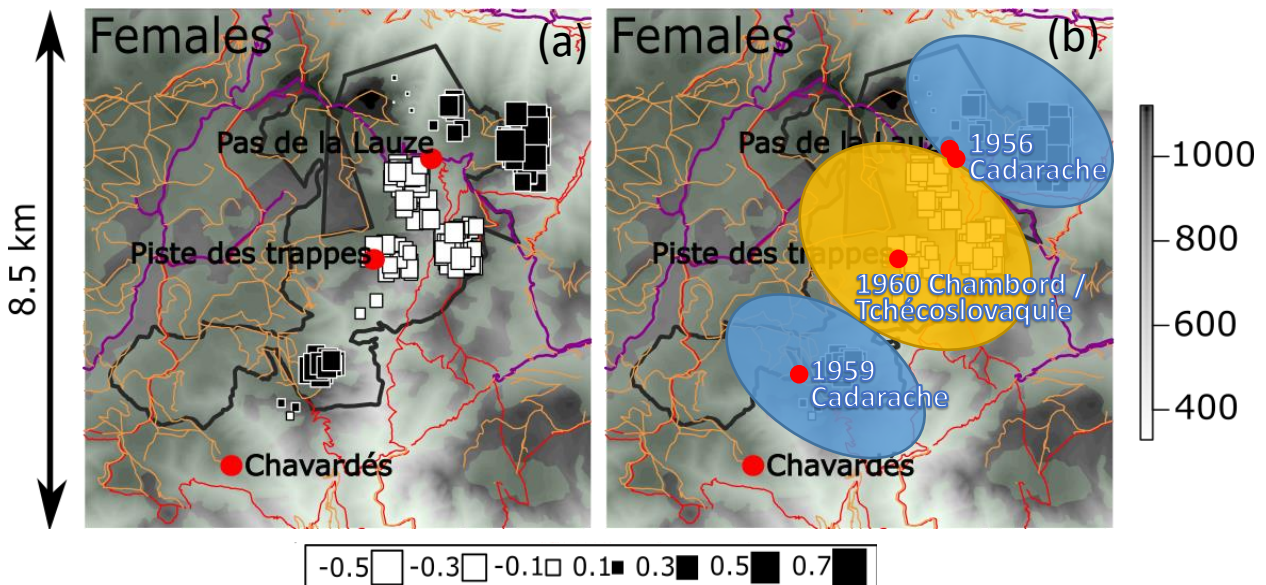 Females (a)
Pas de la Lauze
Piste des trappes
Chavardés
8.5 km
Females (b)
Pas de la Lauze
1956
Cadarache
Piste des trappes
1960 Chambord /
Tchécoslovaquie
1959
Cadarache
Chavardés
1000
800
600
400
-0.5 -0.3 -0.1 0.1 0.3 0.5 0.7